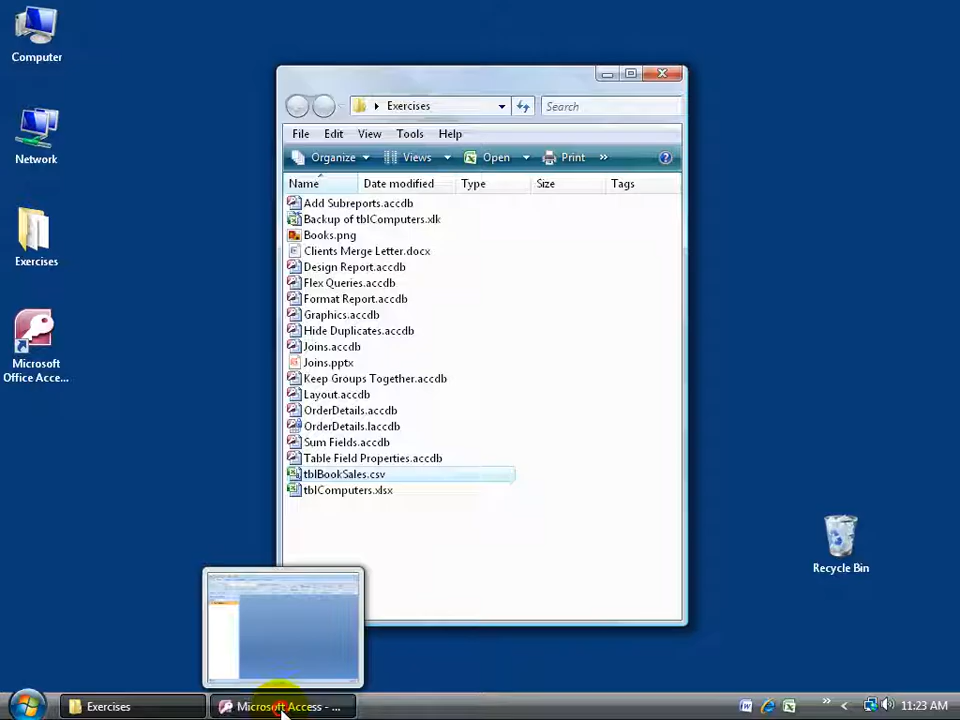 Computer
Network
Exercises
Microsoft
Office Acce...
Exercises
Search
File Edit View Tools Help
Organize Views Open Print »
Name Date modified Type Size Tags
Add Subreports.accdb
Backup of tblComputers.xlk
Books.png
Clients Merge Letter.docx
Design Report.accdb
Flex Queries.accdb
Format Report.accdb
Graphics.accdb
Hide Duplicates.accdb
Joins.accdb
Joins.pptx
Keep Groups Together.accdb
Layout.accdb
OrderDetails.accdb
OrderDetails.laccdb
Sum Fields.accdb
Table Field Properties.accdb
tblBookSales.csv
tblComputers.xlsx
Recycle Bin
Exercises
Microsoft Access - ...
11:23 AM